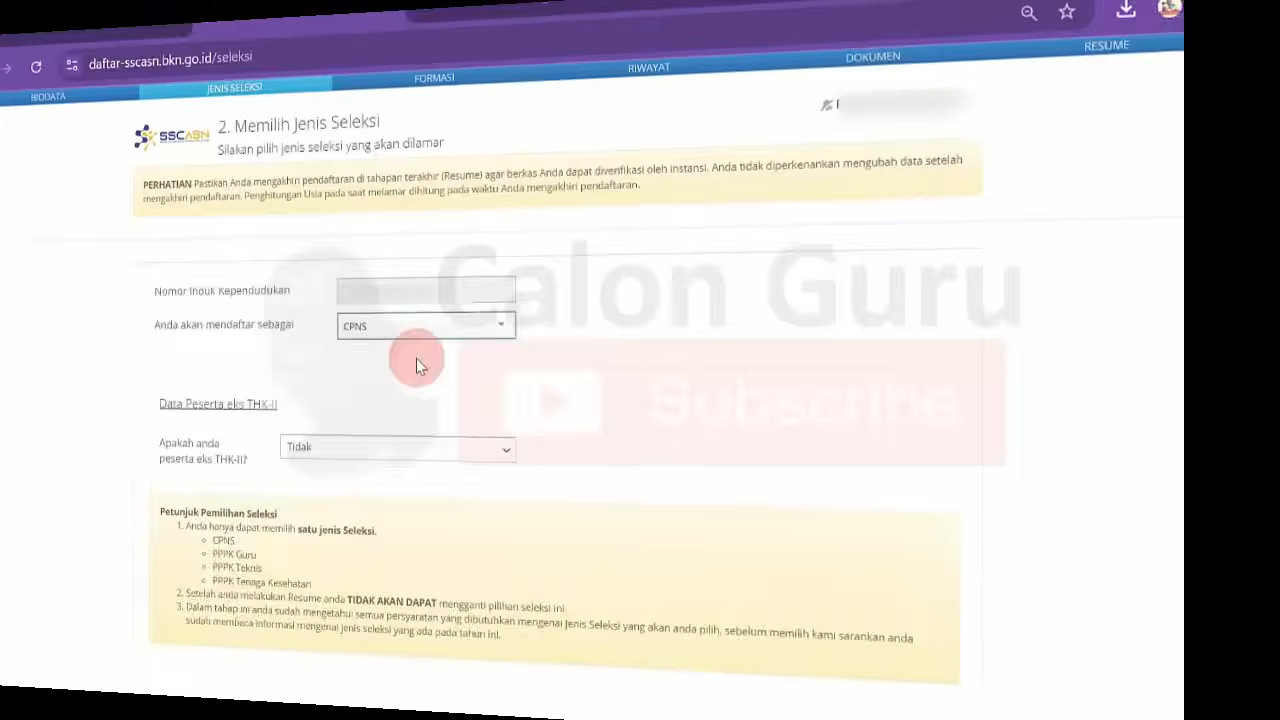 daftar-sscasn.bkn.go.id/seleksi
BIODATA
JENIS SELEKSI
FORMASI
RIWAYAT
DOKUMEN
RESUME
SSCASN
2. Memilih Jenis Seleksi
Silakan pilih jenis seleksi yang akan dilamar
PERHATIAN Pastikan Anda mengakhiri pendaftaran di tahapan terakhir (Resume) agar berkas Anda dapat diverifikasi oleh instansi. Anda tidak diperkenankan mengubah data setelah
mengakhiri pendaftaran. Penghitungan Usia pada saat melamar dihitung pada waktu Anda mengakhiri pendaftaran.
Calon Guru
Nomor Induk Kependudukan
Anda akan mendaftar sebagai
CPNS
Subscribe
Data Peserta eks THK-II
Apakah anda
peserta eks THK-II?
Tidak
Petunjuk Pemilihan Seleksi
1. Anda hanya dapat memilih satu jenis Seleksi.
CPNS
PPPK Guru
PPPK Teknis
PPPK Tenaga Kesehatan
2. Setelah anda melakukan Resume anda TIDAK AKAN DAPAT mengganti pilihan seleksi ini.
3. Dalam tahap ini anda sudah mengetahui semua persyaratan yang dibutuhkan mengenai Jenis Seleksi yang akan anda pilih, sebelum memilih kami sarankan anda
sudah membaca informasi mengenai jenis seleksi yang ada pada tahun ini.